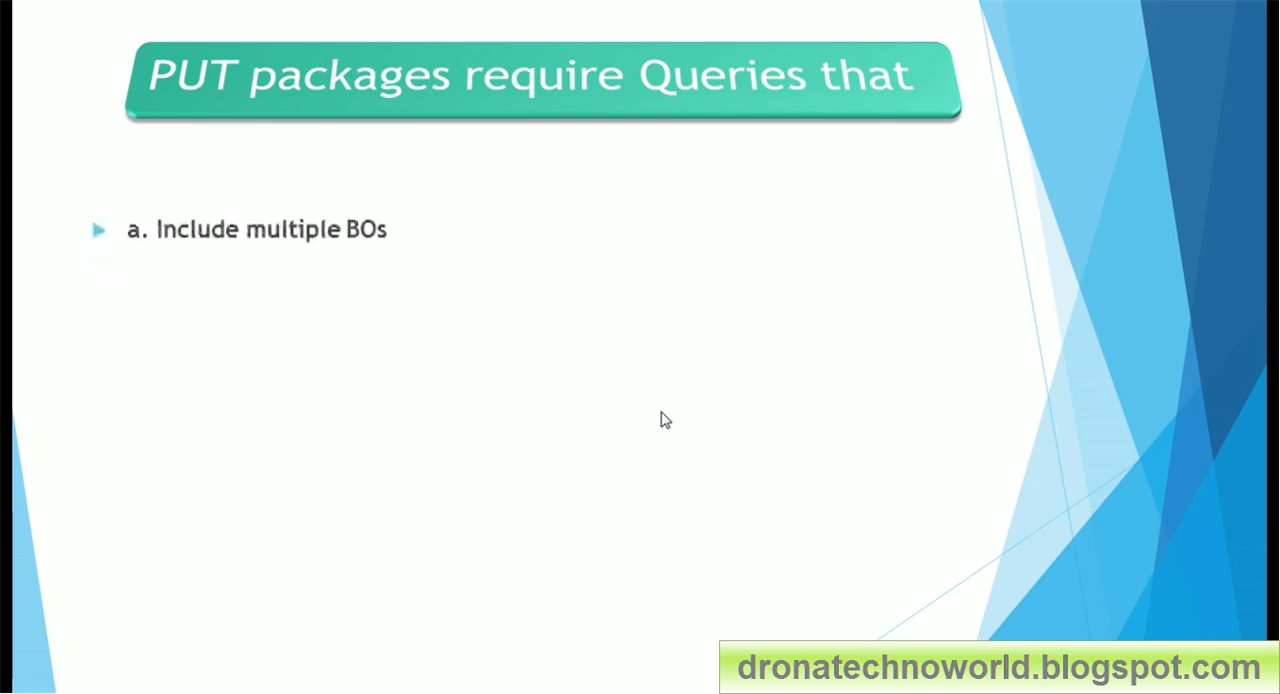 PUT packages require Queries that
a. Include multiple BOs
dronatechnoworld.blogspot.com